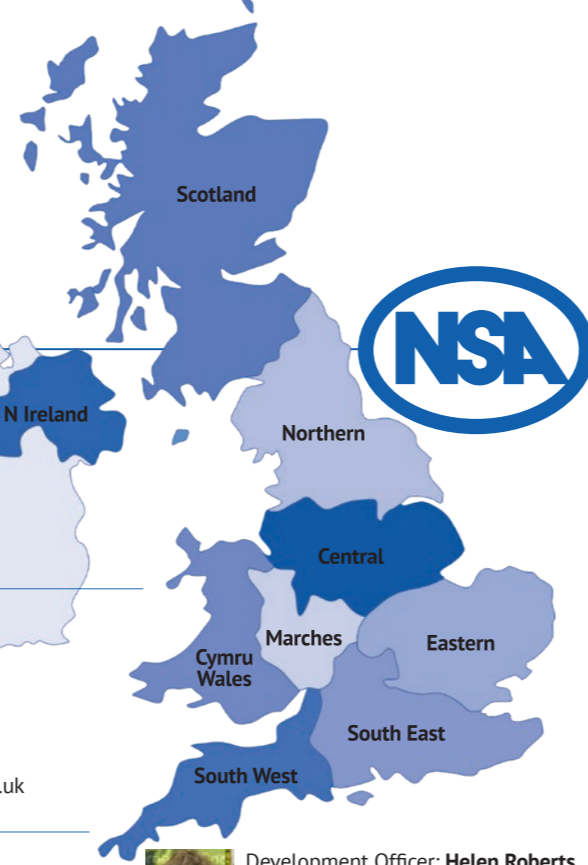 Scotland
NSA
N Ireland
Northern
Central
Marches
Eastern
Cymru
Wales
South East
South West
.uk
Development Officer: Helen Roberts